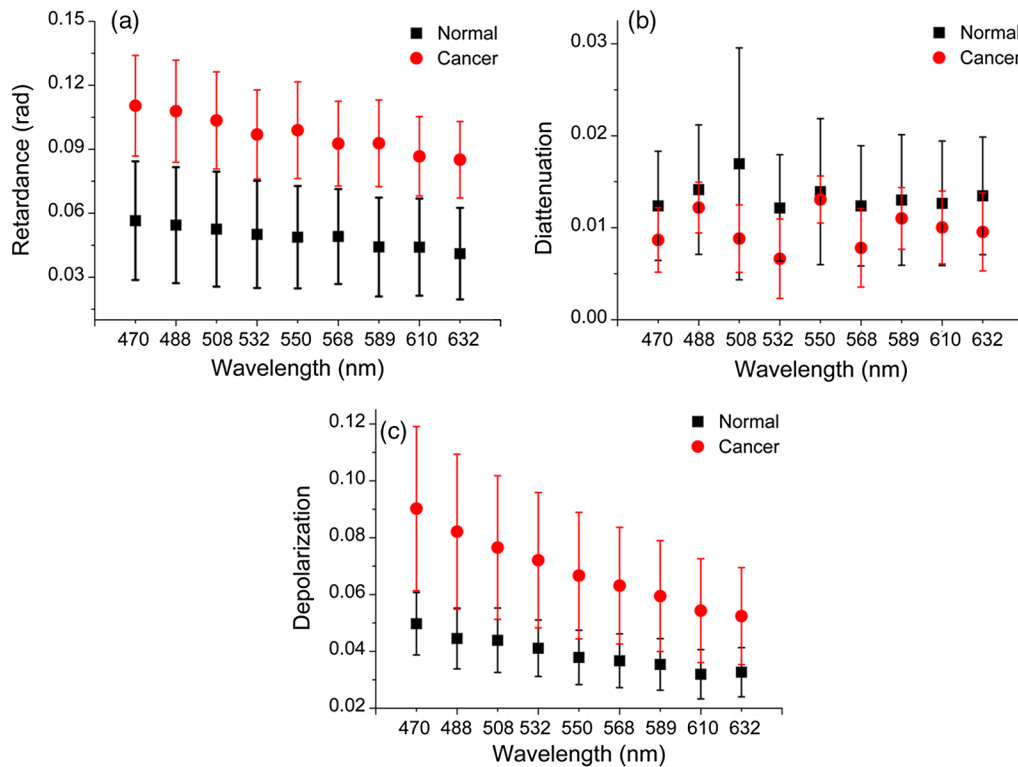 (a)
Normal
Cancer
0.15
0.12
0.09
0.06
0.03
Retardance (rad)
470 488 508 532 550 568 589 610 632
Wavelength (nm)
(b)
Normal
Cancer
0.03
0.02
0.01
0.00
Diattenuation
470 488 508 532 550 568 589 610 632
Wavelength (nm)
(c)
Normal
Cancer
0.12
0.10
0.08
0.06
0.04
0.02
Depolarization
470 488 508 532 550 568 589 610 632
Wavelength (nm)